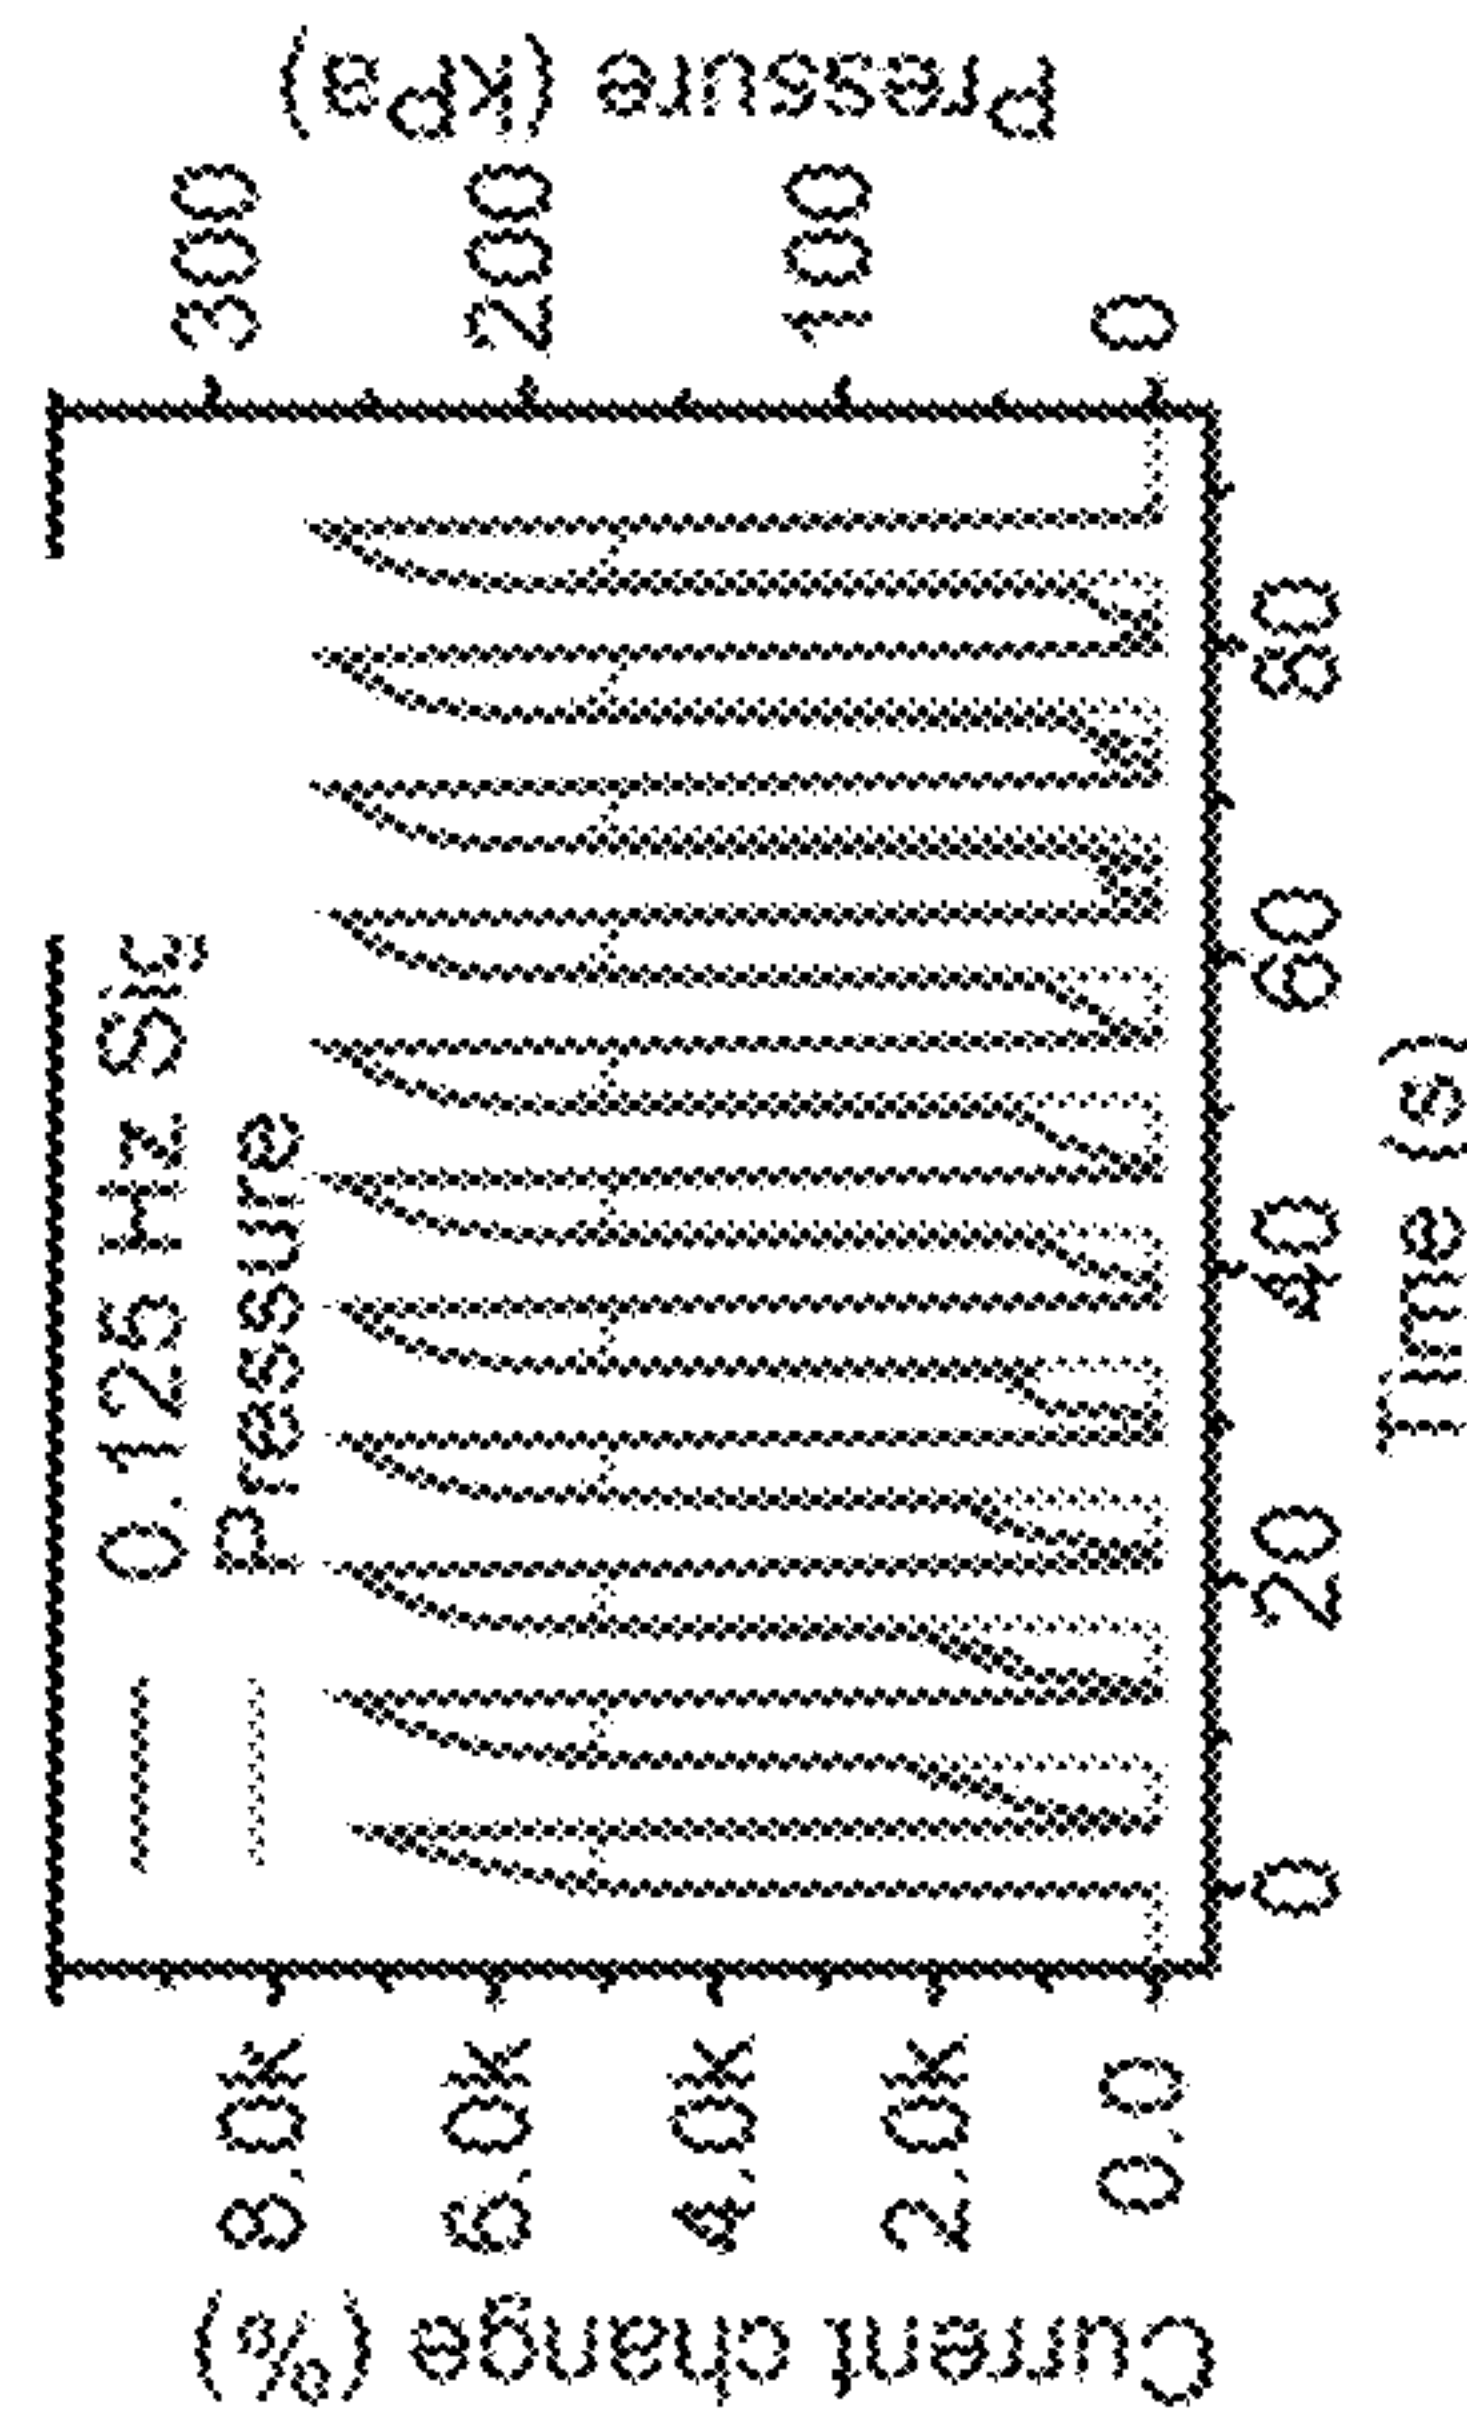 0.125 Hz Sig
Pressure
Current change (%)
8.0k
6.0k
4.0k
2.0k
0.0
Pressure (kPa)
300
200
100
0
0 20 40 60 80
Time (s)